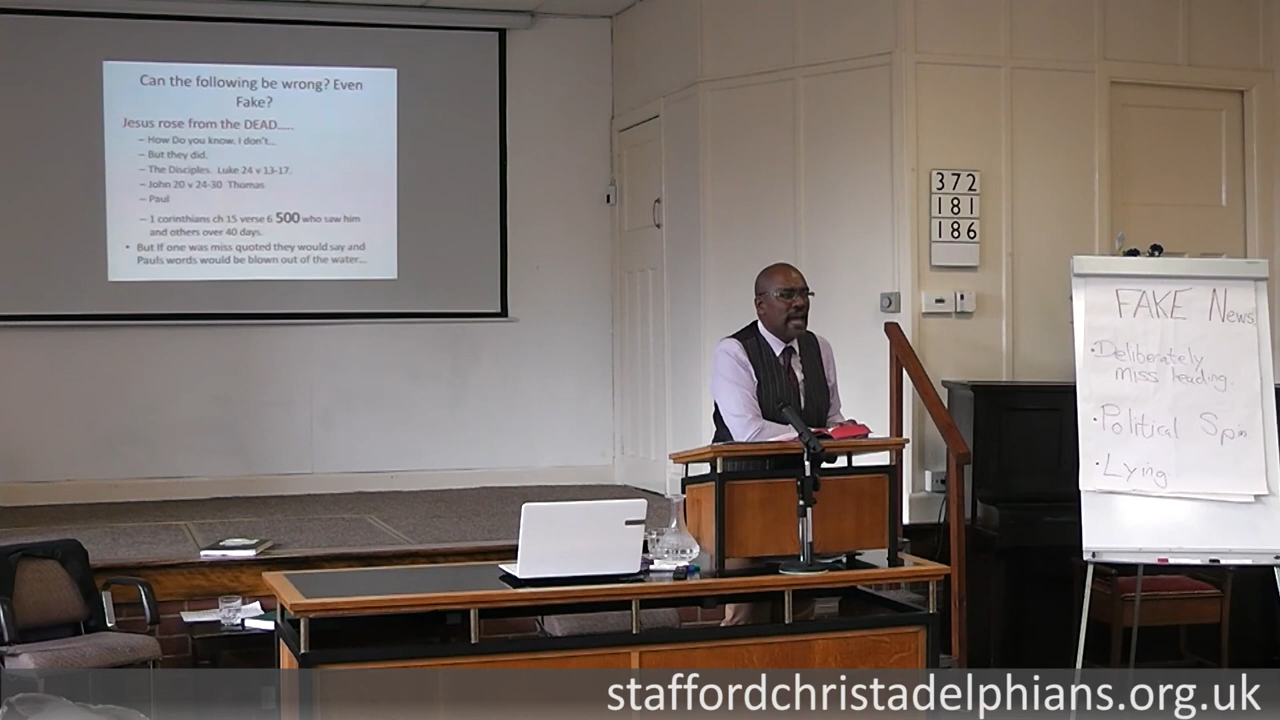 Can the following be wrong? Even
Fake?
Jesus rose from the DEAD.....
– How Do you know, I don't...
– But they did.
– The Disciples. Luke 24 v 13-17.
– John 20 v 24-30 Thomas
– Paul
– 1 corinthians ch 15 verse 6 500 who saw him
and others over 40 days.
• But If one was miss quoted they would say and
Pauls words would be blown out of the water...
372
181
186
FAKE News
•Deliberately
miss leading.
•Political Spin
•Lying
staffordchristadelphians.org.uk